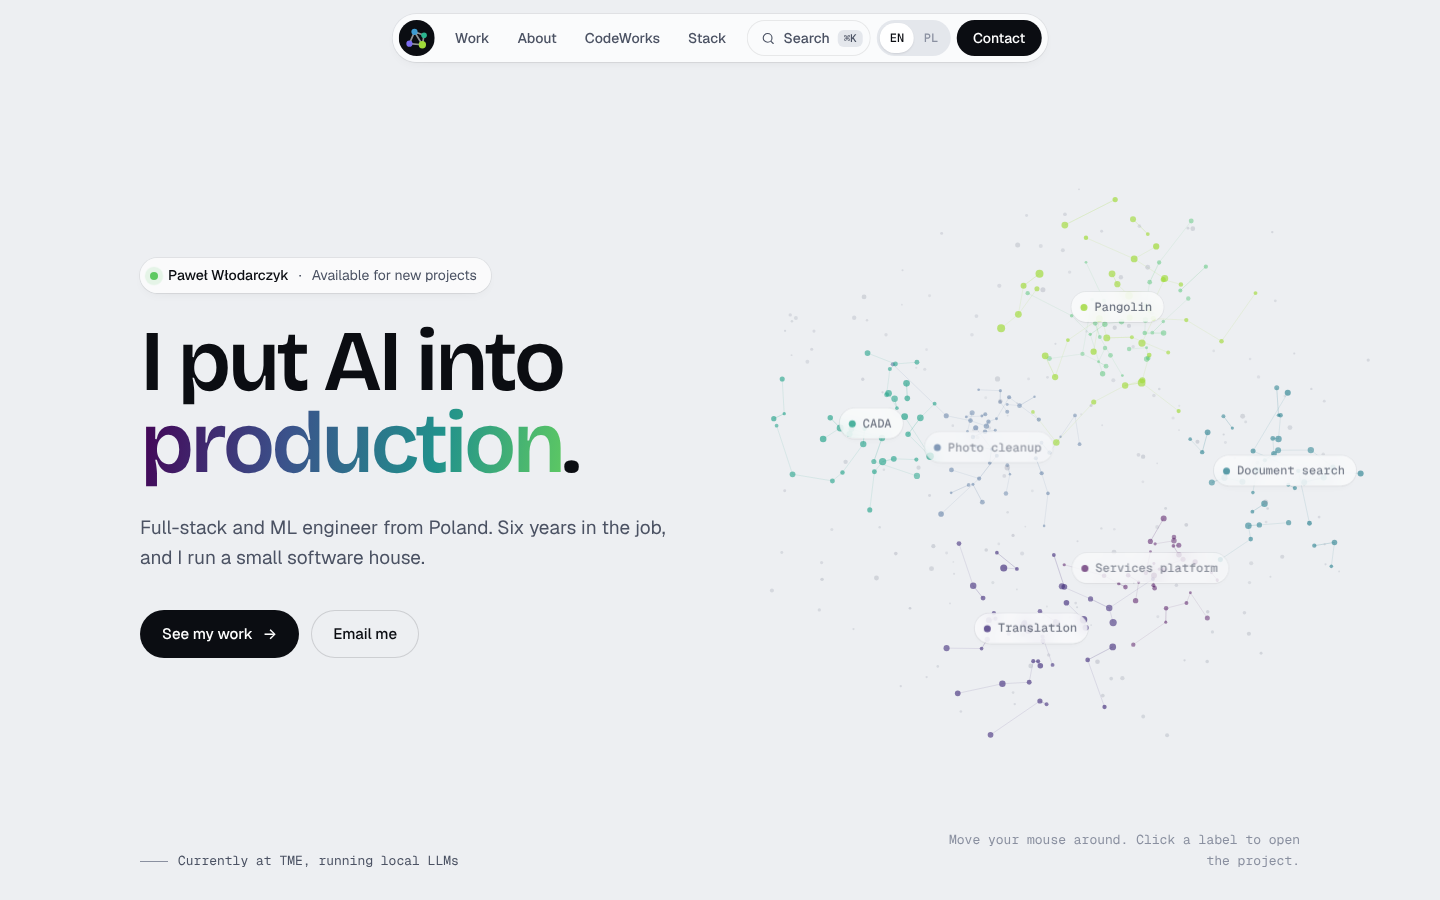 Work About CodeWorks Stack Search ⌘K EN PL Contact
Paweł Włodarczyk · Available for new projects
I put AI into
production.
Full-stack and ML engineer from Poland. Six years in the job,
and I run a small software house.
See my work →
Email me
Pangolin
CADA
Photo cleanup
Document search
Services platform
Translation
Currently at TME, running local LLMs
Move your mouse around. Click a label to open
the project.